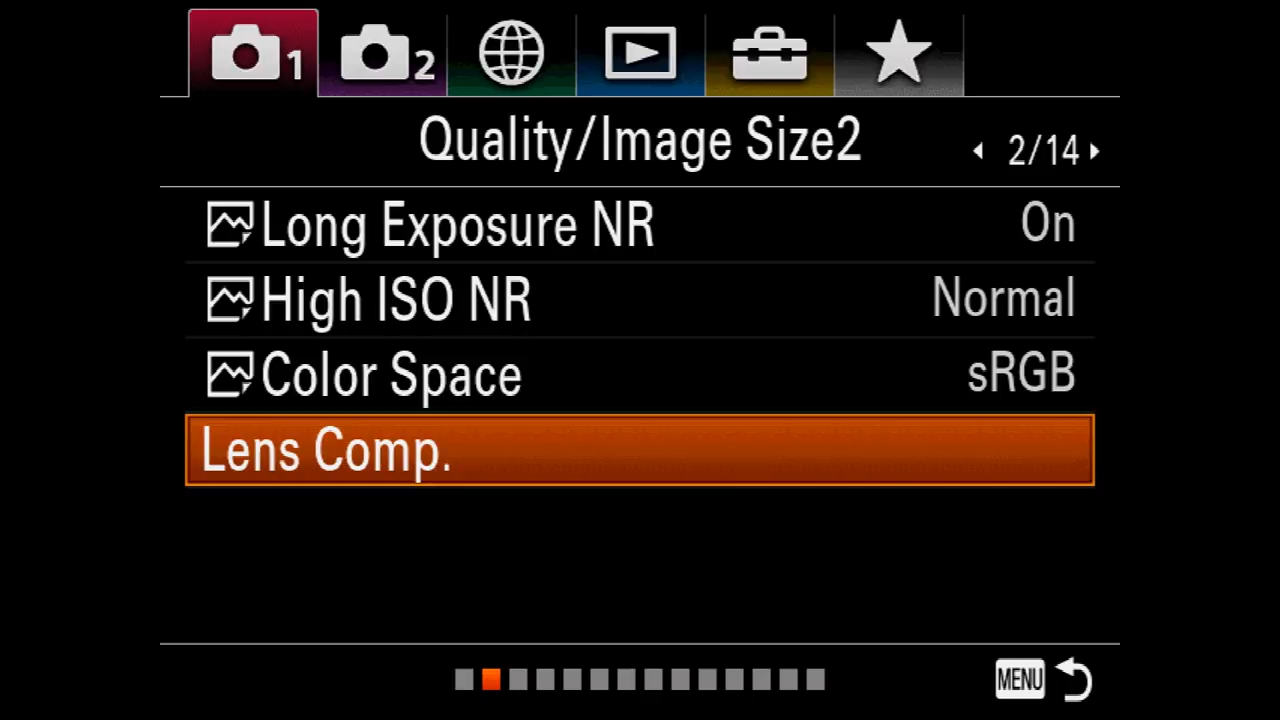 1 2
Quality/Image Size2 2/14
Long Exposure NR On
High ISO NR Normal
Color Space sRGB
Lens Comp.
MENU